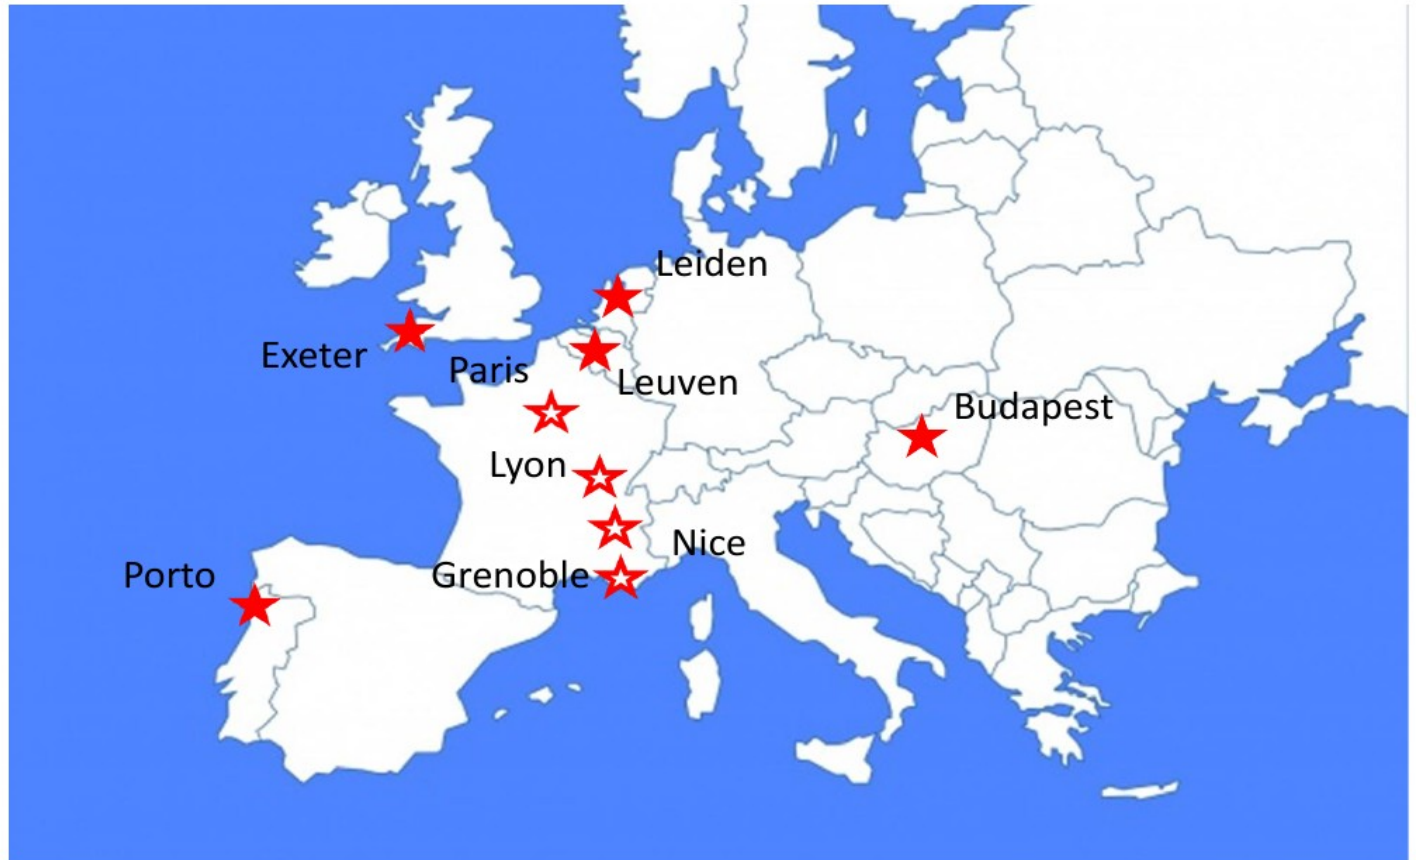 Leiden
Exeter
Paris
Leuven
Budapest
Lyon
Nice
Porto
Grenoble